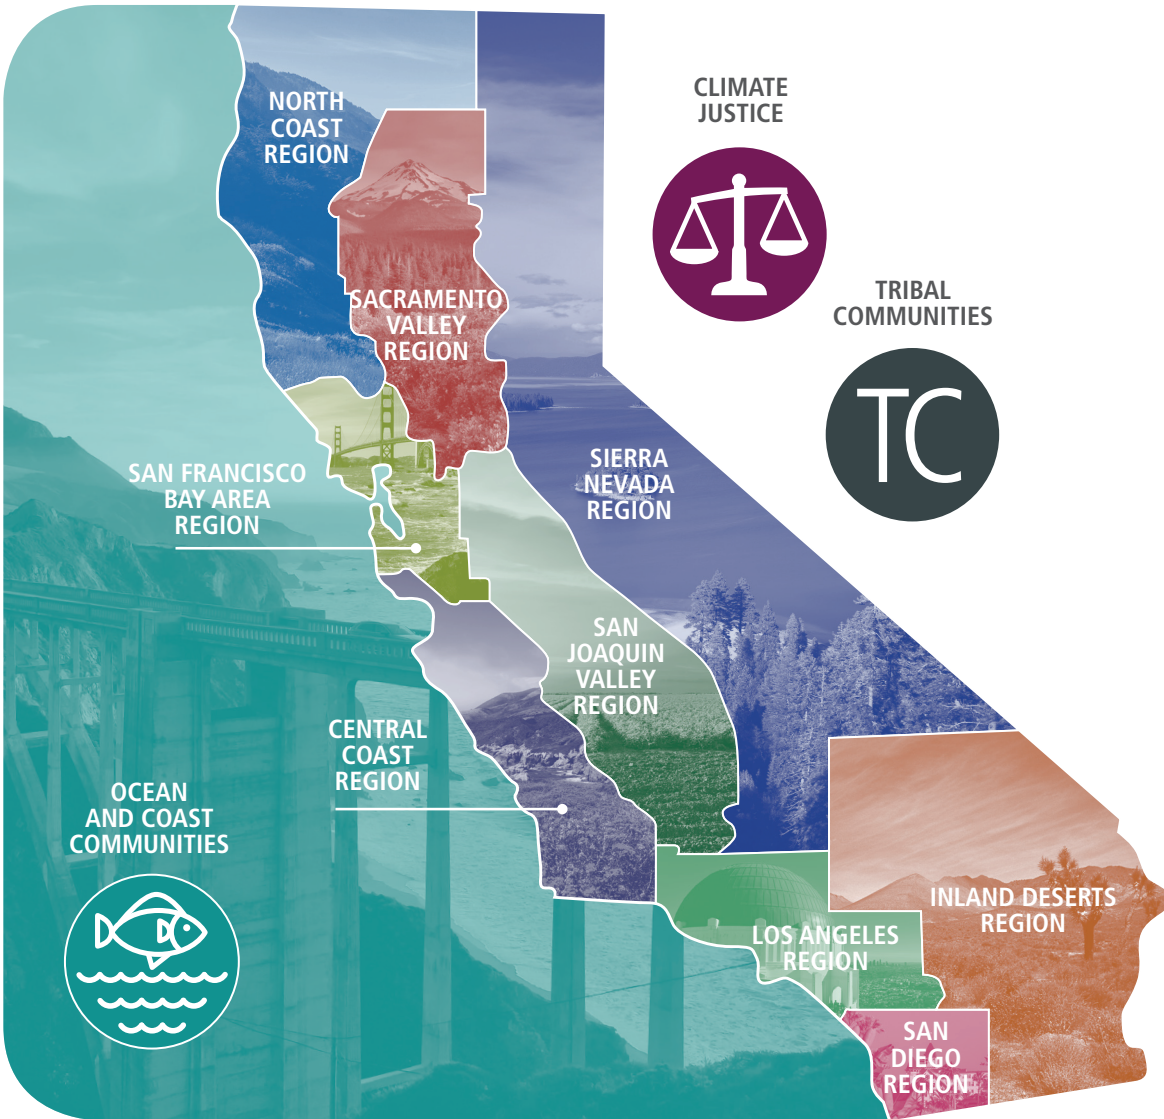 CLIMATE
JUSTICE
NORTH
COAST
REGION
TRIBAL
COMMUNITIES
SACRAMENTO
VALLEY
REGION
TC
SIERRA
NEVADA
REGION
SAN FRANCISCO
BAY AREA
REGION
SAN
JOAQUIN
VALLEY
REGION
CENTRAL
COAST
REGION
OCEAN
AND COAST
COMMUNITIES
INLAND DESERTS
REGION
LOS ANGELES
REGION
SAN
DIEGO
REGION